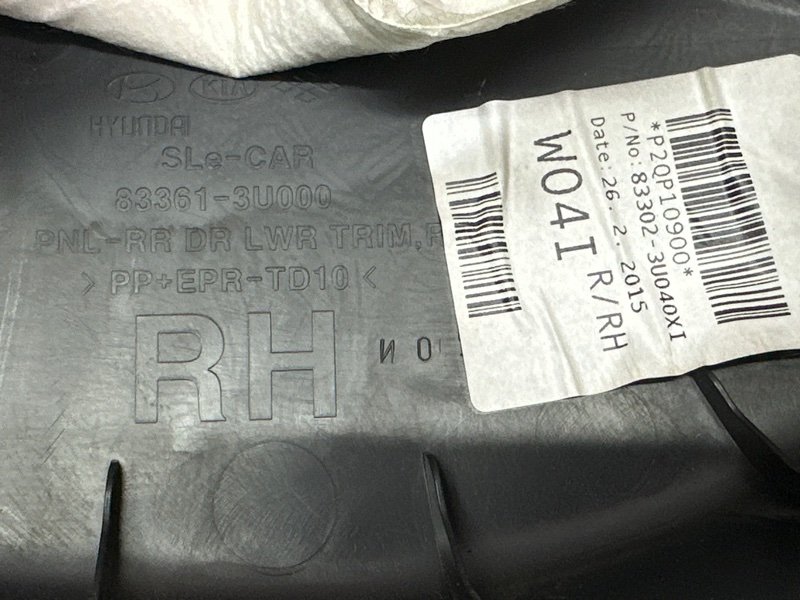 KIA
HYUNDAI
SLe-CAR
83361-3U000
PNL-RR DR LWR TRIM,
> PP+EPR-TD10 <
RH
*P2QP10900*
P/No: 83302-3U040XI
Date: 26. 2. 2015
W04I R/RH